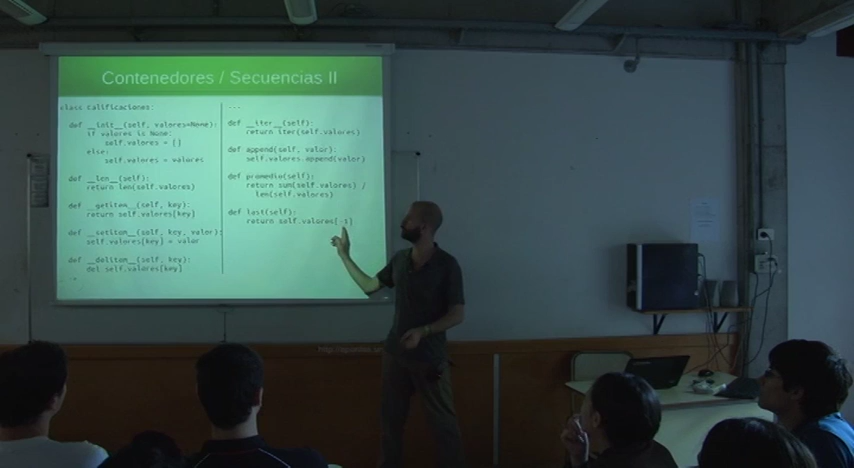 Contenedores / Secuencias II
class Calificaciones:
def __init__(self, valores=None):
if valores is None:
self.valores = []
else:
self.valores = valores
def __len__(self):
return len(self.valores)
def __getitem__(self, key):
return self.valores[key]
def __setitem__(self, key, valor):
self.valores[key] = valor
def __delitem__(self, key):
del self.valores[key]
...
...
def __iter__(self):
return iter(self.valores)
def append(self, valor):
self.valores.append(valor)
def promedio(self):
return sum(self.valores) /
len(self.valores)
def last(self):
return self.valores[-1]